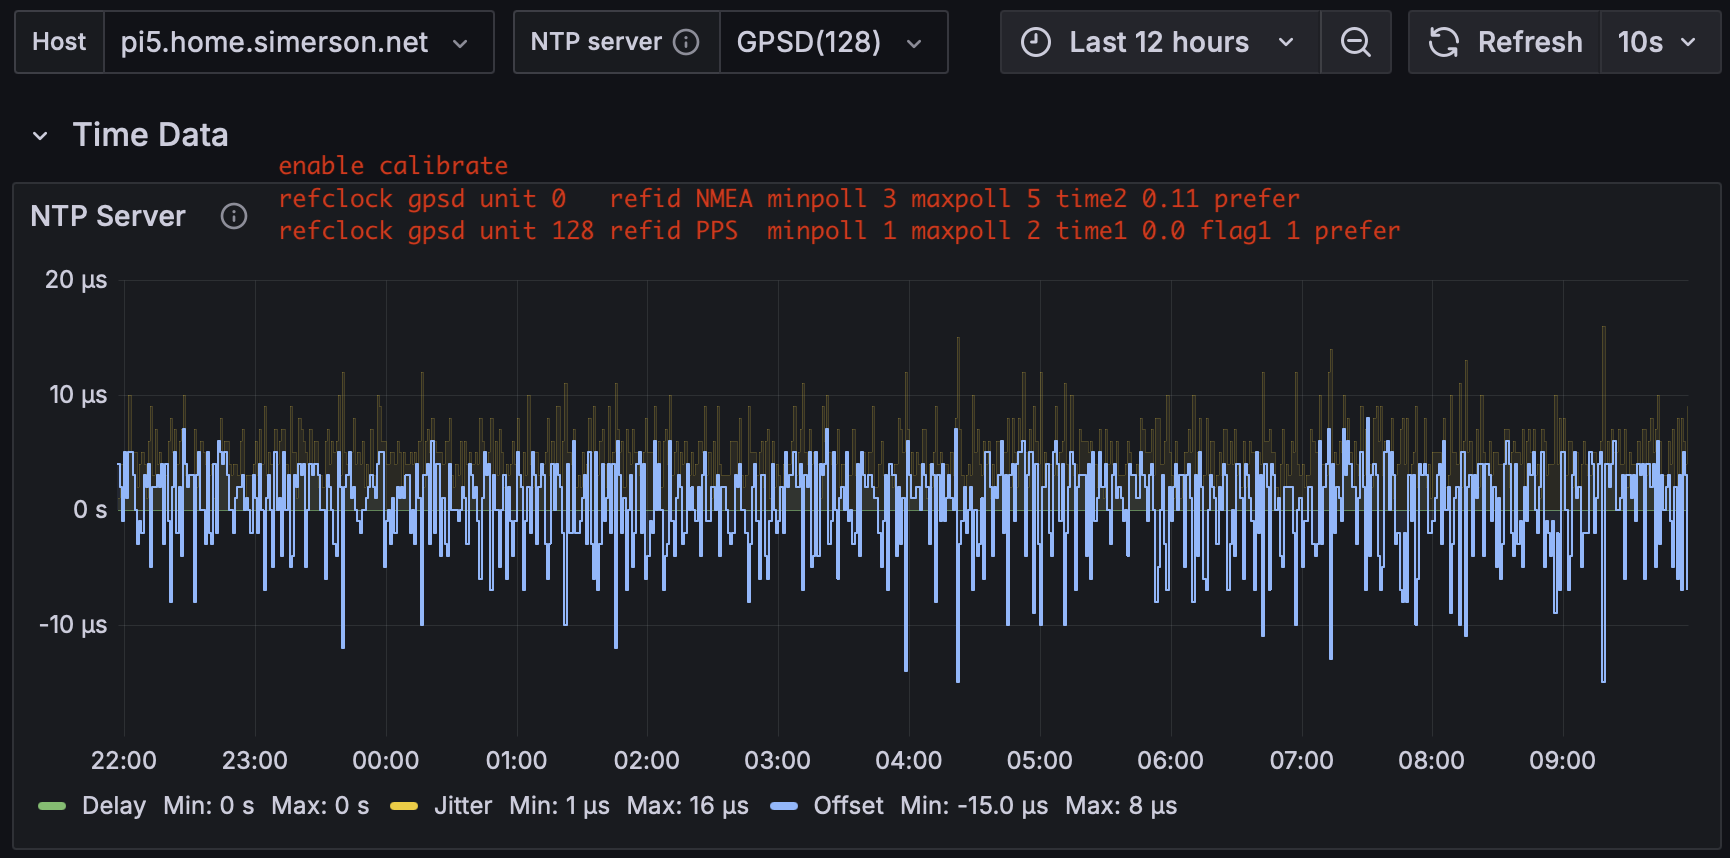 Host pi5.home.simerson.net NTP server GPSD(128) Last 12 hours Refresh 10s
Time Data
enable calibrate
refclock gpsd unit 0   refid NMEA minpoll 3 maxpoll 5 time2 0.11 prefer
NTP Server
refclock gpsd unit 128 refid PPS  minpoll 1 maxpoll 2 time1 0.0 flag1 1 prefer
20 µs
10 µs
0 s
-10 µs
22:00 23:00 00:00 01:00 02:00 03:00 04:00 05:00 06:00 07:00 08:00 09:00
Delay Min: 0 s Max: 0 s Jitter Min: 1 µs Max: 16 µs Offset Min: -15.0 µs Max: 8 µs